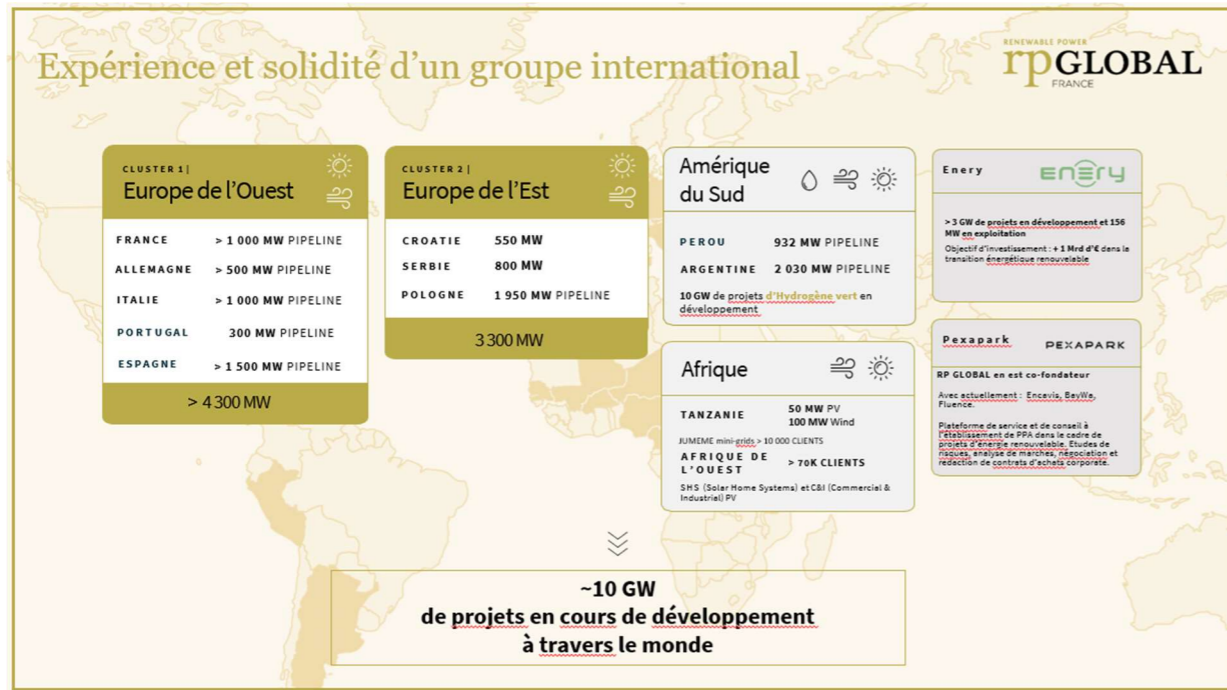 Expérience et solidité d'un groupe international
RENEWABLE POWER
rpGLOBAL
FRANCE
CLUSTER 1|
Europe de l'Ouest
FRANCE > 1 000 MW PIPELINE
ALLEMAGNE > 500 MW PIPELINE
ITALIE > 1 000 MW PIPELINE
PORTUGAL 300 MW PIPELINE
ESPAGNE > 1 500 MW PIPELINE
> 4 300 MW
CLUSTER 2|
Europe de l'Est
CROATIE 550 MW
SERBIE 800 MW
POLOGNE 1 950 MW PIPELINE
3 300 MW
Amérique
du Sud
PEROU 932 MW PIPELINE
ARGENTINE 2 030 MW PIPELINE
10 GW de projets d'Hydrogène vert en
développement
Afrique
TANZANIE 50 MW PV
100 MW Wind
JUMEME mini-grids > 10 000 CLIENTS
AFRIQUE DE
L'OUEST > 70K CLIENTS
SHS (Solar Home Systems) et C&I (Commercial &
Industrial) PV
Enery enery
> 3 GW de projets en développement et 156
MW en exploitation
Objectif d'investissement : + 1 Mrd d'€ dans la
transition énergétique renouvelable
Pexapark PEXAPARK
RP GLOBAL en est co-fondateur
Avec actuellement : Encavis, BayWa,
Fluence.
Plateforme de service et de conseil à
l'établissement de PPA dans le cadre de
projets d'énergie renouvelable. Etudes de
risques, analyse de marches, négociation et
redaction de contrats d'achats corporate.
~10 GW
de projets en cours de développement
à travers le monde